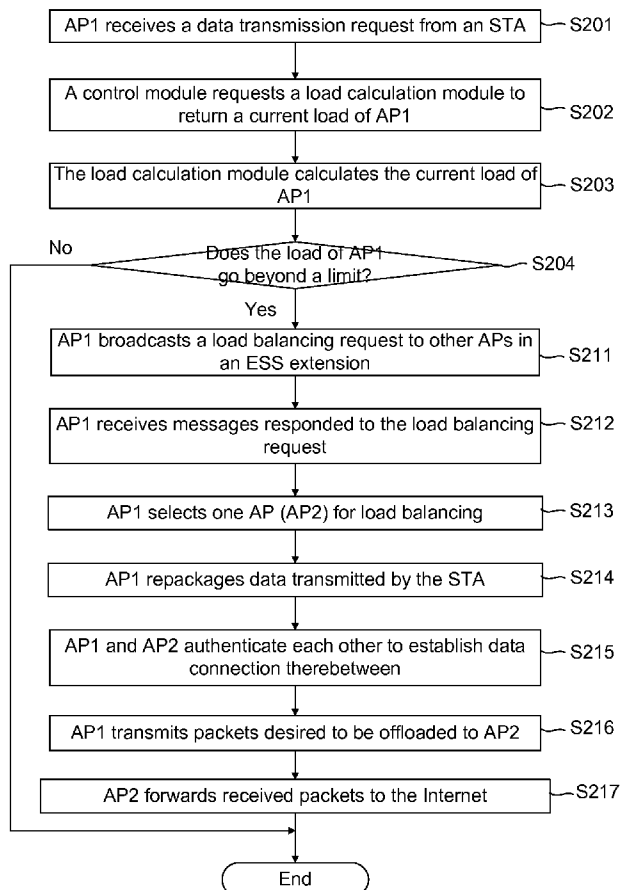 AP1 receives a data transmission request from an STA
S201
A control module requests a load calculation module to
return a current load of AP1
S202
The load calculation module calculates the current load of
AP1
S203
No
Does the load of AP1
go beyond a limit?
S204
Yes
AP1 broadcasts a load balancing request to other APs in
an ESS extension
S211
AP1 receives messages responded to the load balancing
request
S212
AP1 selects one AP (AP2) for load balancing
S213
AP1 repackages data transmitted by the STA
S214
AP1 and AP2 authenticate each other to establish data
connection therebetween
S215
AP1 transmits packets desired to be offloaded to AP2
S216
AP2 forwards received packets to the Internet
S217
End